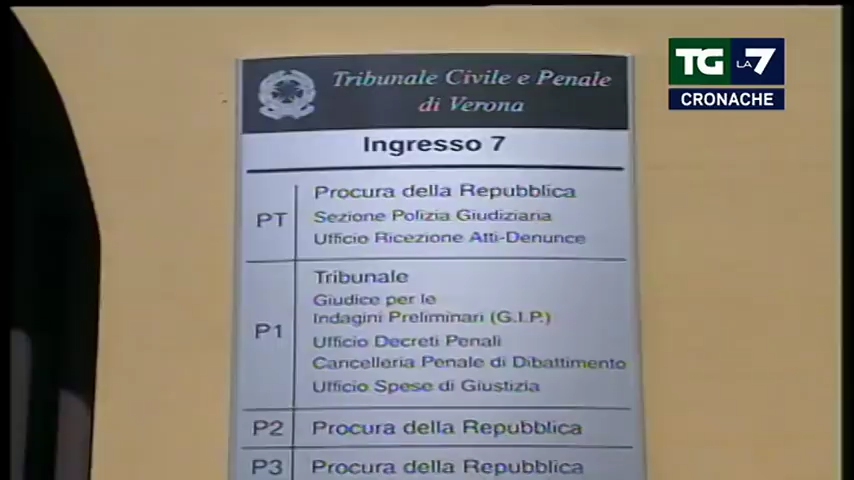 TG LA 7
CRONACHE
Tribunale Civile e Penale
di Verona
Ingresso 7
PT
Procura della Repubblica
Sezione Polizia Giudiziaria
Ufficio Ricezione Atti-Denunce
P1
Tribunale
Giudice per le
Indagini Preliminari (G.I.P.)
Ufficio Decreti Penali
Cancelleria Penale di Dibattimento
Ufficio Spese di Giustizia
P2 Procura della Repubblica
P3 Procura della Repubblica